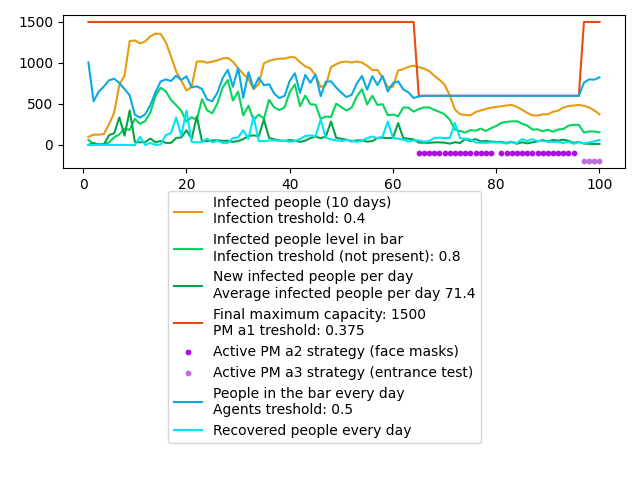 1500
1000
500
0
0 20 40 60 80 100
Infected people (10 days)
Infection treshold: 0.4
Infected people level in bar
Infection treshold (not present): 0.8
New infected people per day
Average infected people per day 71.4
Final maximum capacity: 1500
PM a1 treshold: 0.375
Active PM a2 strategy (face masks)
Active PM a3 strategy (entrance test)
People in the bar every day
Agents treshold: 0.5
Recovered people every day